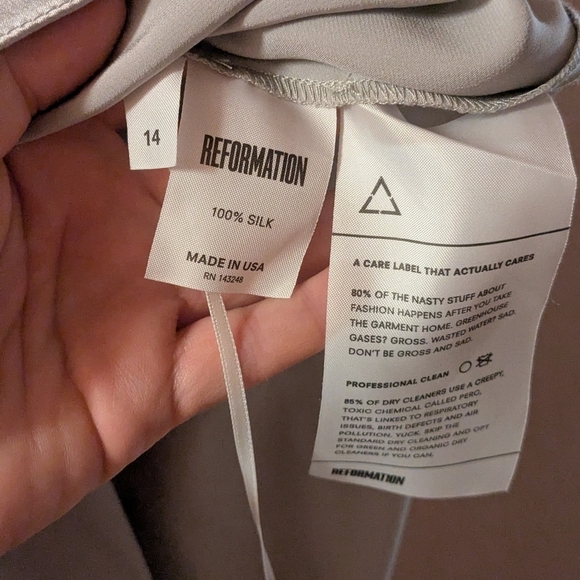 14
REFORMATION
100% SILK
MADE IN USA
RN 143248
A CARE LABEL THAT ACTUALLY CARES
80% OF THE NASTY STUFF ABOUT
FASHION HAPPENS AFTER YOU TAKE
THE GARMENT HOME. GREENHOUSE
GASES? GROSS. WASTED WATER? SAD.
DON'T BE GROSS AND SAD.
PROFESSIONAL CLEAN
85% OF DRY CLEANERS USE A CREEPY,
TOXIC CHEMICAL CALLED PERC,
THAT'S LINKED TO RESPIRATORY
ISSUES, BIRTH DEFECTS AND AIR
POLLUTION. YUCK. SKIP THE
STANDARD DRY CLEANING AND OPT
FOR GREEN AND ORGANIC DRY
CLEANERS IF YOU CAN.
REFORMATION